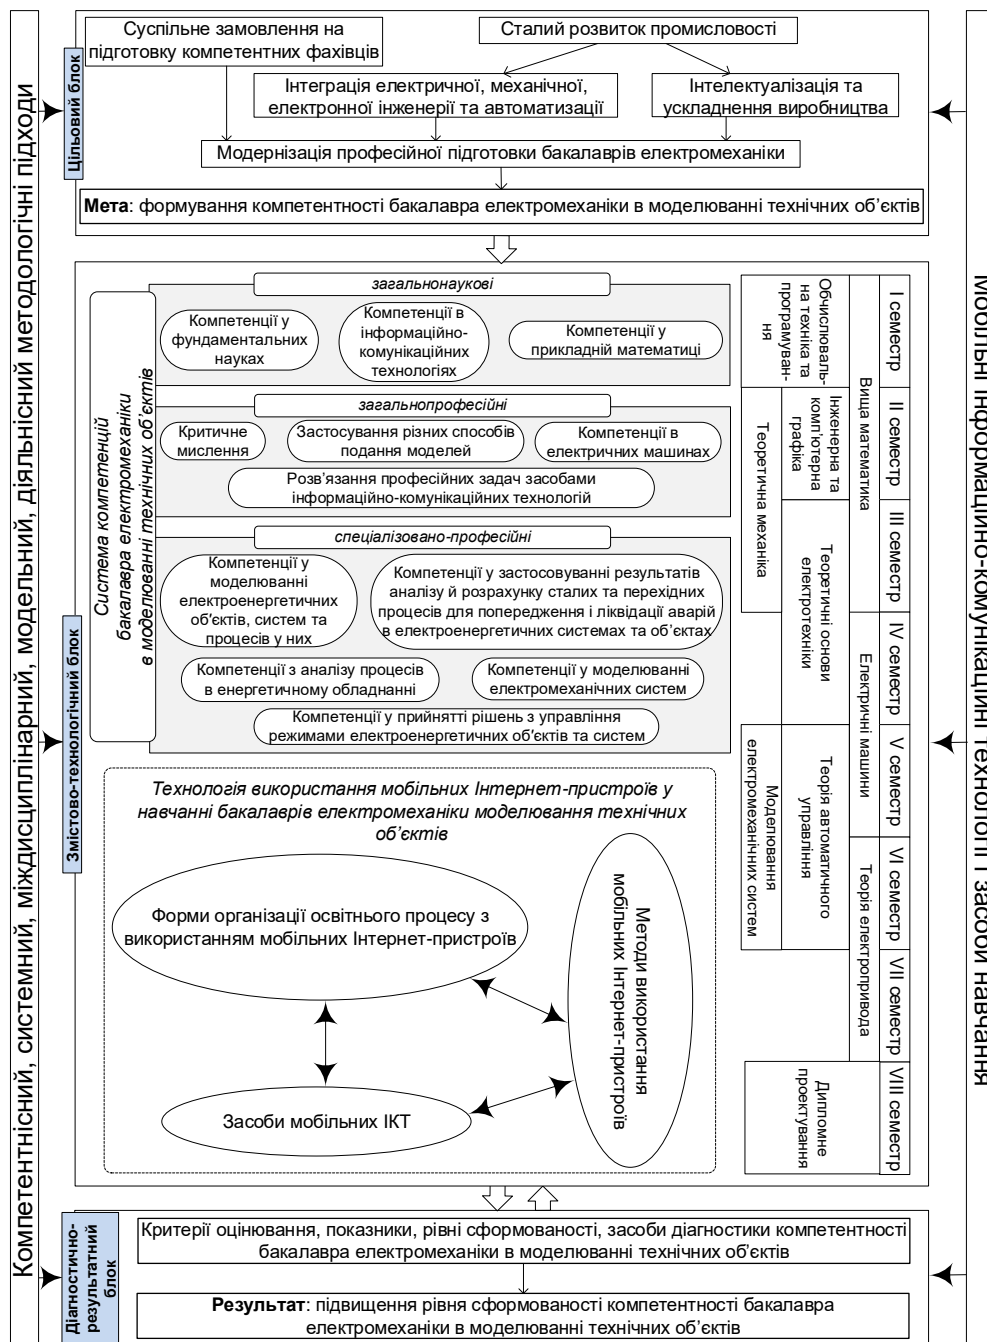 Компетентнісний, системний, міждисциплінарний, модельний, діяльнісний методологічні підходи
Цільовий блок
Суспільне замовлення на
підготовку компетентних фахівців
Сталий розвиток промисловості
Інтеграція електричної, механічної,
електронної інженерії та автоматизації
Інтелектуалізація та
ускладнення виробництва
Модернізація професійної підготовки бакалаврів електромеханіки
Мета: формування компетентності бакалавра електромеханіки в моделюванні технічних об'єктів
Змістово-технологічний блок
Система компетенцій
бакалавра електромеханіки
в моделюванні технічних об'єктів
загальнонаукові
Компетенції у
фундаментальних
науках
Компетенції в
інформаційно-
комунікаційних
технологіях
Компетенції у
прикладній математиці
загальнопрофесійні
Критичне
мислення
Застосування різних способів
подання моделей
Компетенції в
електричних машинах
Розв'язання професійних задач засобами
інформаційно-комунікаційних технологій
спеціалізовано-професійні
Компетенції у
моделюванні
електроенергетичних
об'єктів, систем та
процесів у них
Компетенції у застосовуванні результатів
аналізу й розрахунку сталих та перехідних
процесів для попередження і ліквідації аварій
в електроенергетичних системах та об'єктах
Компетенції з аналізу процесів
в енергетичному обладнанні
Компетенції у моделюванні
електромеханічних систем
Компетенції у прийнятті рішень з управління
режимами електроенергетичних об'єктів та систем
Технологія використання мобільних Інтернет-пристроїв у
навчанні бакалаврів електромеханіки моделювання технічних
об'єктів
Форми організації освітнього процесу з
використанням мобільних Інтернет-пристроїв
Методи використання
мобільних Інтернет-пристроїв
Засоби мобільних ІКТ
Обчислюваль-
на техніка та
програмуван-
ня
Вища математика
Теоретична механіка
Інженерна та
комп'ютерна
графіка
Теоретичні основи
електротехніки
Електричні машини
Моделювання
електромеханічних систем
Теорія автоматичного
управління
Теорія електропривода
Дипломне
проектування
I семестр
II семестр
III семестр
IV семестр
V семестр
VI семестр
VII семестр
VIII семестр
Діагностично-
результатний
блок
Критерії оцінювання, показники, рівні сформованості, засоби діагностики компетентності
бакалавра електромеханіки в моделюванні технічних об'єктів
Результат: підвищення рівня сформованості компетентності бакалавра
електромеханіки в моделюванні технічних об'єктів
Мобільні інформаційно-комунікаційні технології і засоби навчання